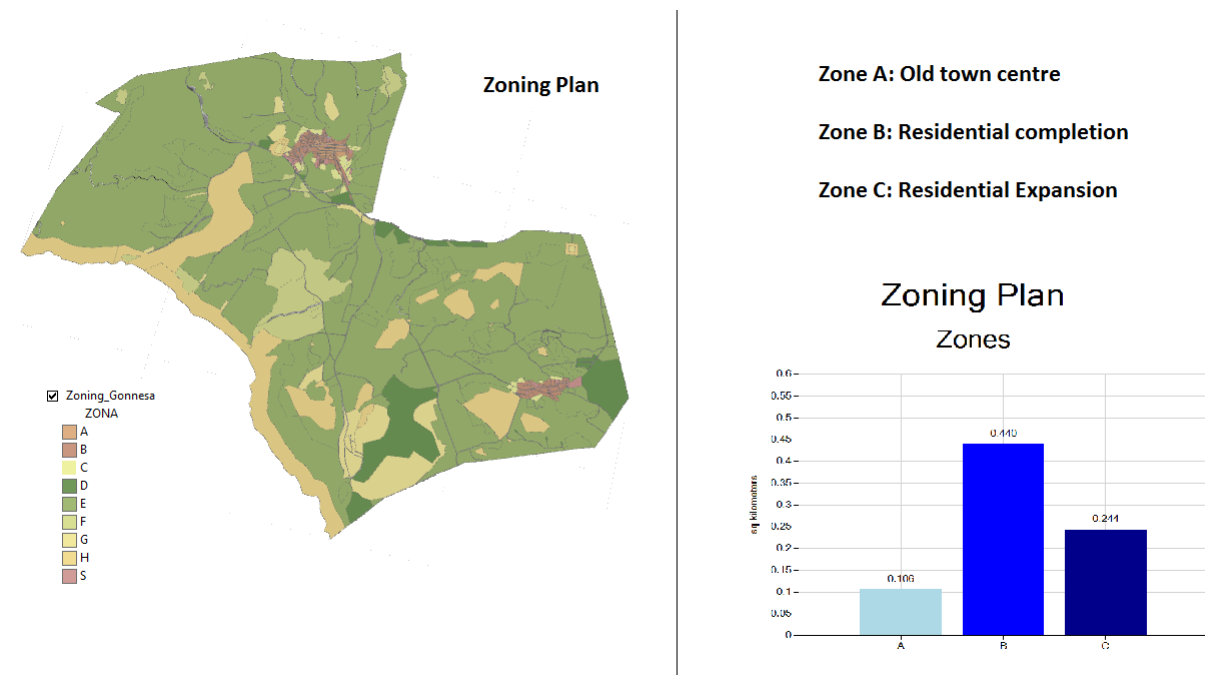 Zoning Plan
Zoning_Gonnesa
ZONA
A
B
C
D
E
F
G
H
S
Zone A: Old town centre
Zone B: Residential completion
Zone C: Residential Expansion
Zoning Plan
Zones
0.6
0.55
0.5
0.45
0.4
0.35
0.3
0.25
0.2
0.15
0.1
0.05
0
sq kilometers
0.106
0.440
0.244
A
B
C